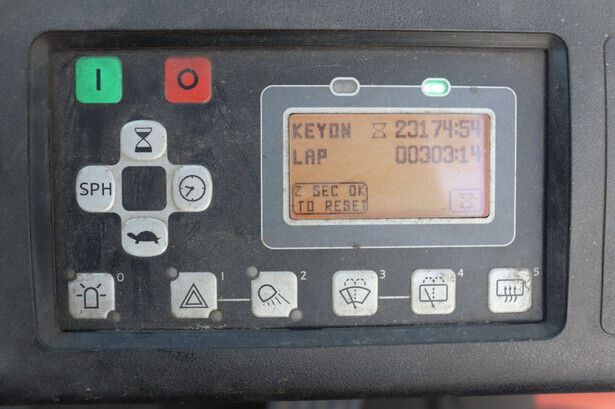 I
O
KEYON 23174:54
LAP 00303:14
SPH
2 SEC OK
TO RESET
0
1
2
3
4
5